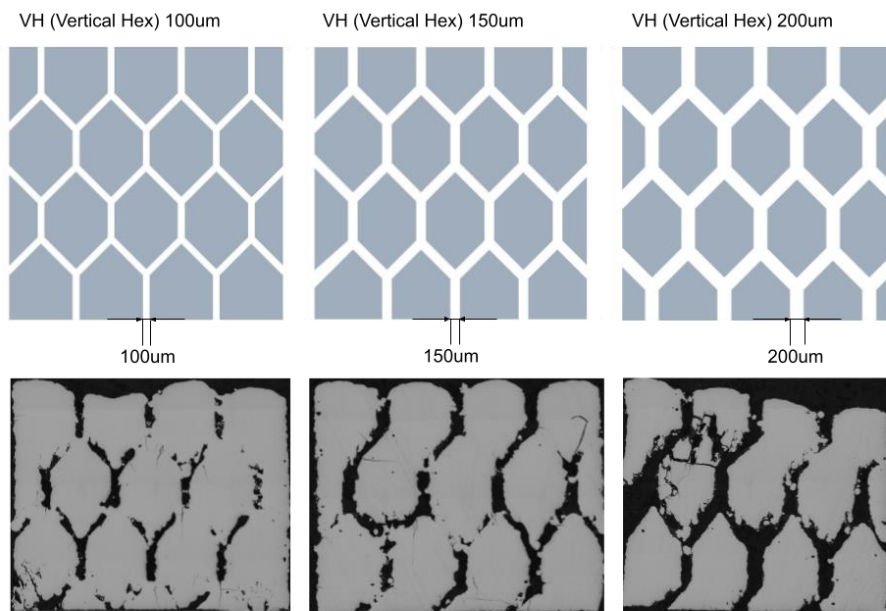 VH (Vertical Hex) 100um
VH (Vertical Hex) 150um
VH (Vertical Hex) 200um
100um
150um
200um